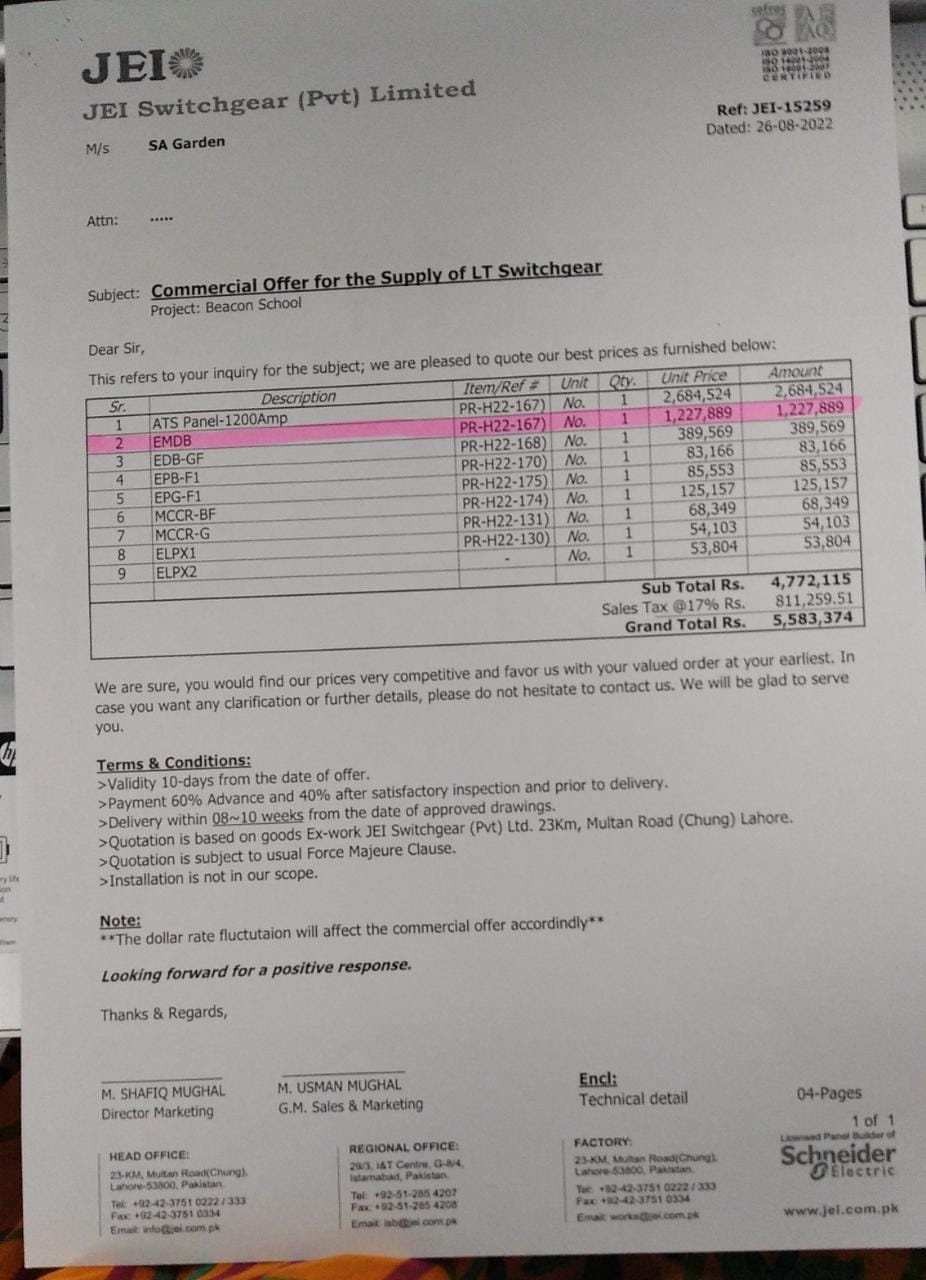 cefres
ISO 9001-2008
ISO 14001-2004
ISO 18001-2007
CERTIFIED
JEI
JEI Switchgear (Pvt) Limited
Ref: JEI-15259
Dated: 26-08-2022
M/s SA Garden
Attn: .....
Subject: Commercial Offer for the Supply of LT Switchgear
Project: Beacon School
Dear Sir,
This refers to your inquiry for the subject; we are pleased to quote our best prices as furnished below:
Sr. Description Item/Ref # Unit Qty. Unit Price Amount
1 ATS Panel-1200Amp PR-H22-167) No. 1 2,684,524 2,684,524
2 EMDB PR-H22-167) No. 1 1,227,889 1,227,889
3 EDB-GF PR-H22-168) No. 1 389,569 389,569
4 EPB-F1 PR-H22-170) No. 1 83,166 83,166
5 EPG-F1 PR-H22-175) No. 1 85,553 85,553
6 MCCR-BF PR-H22-174) No. 1 125,157 125,157
7 MCCR-G PR-H22-131) No. 1 68,349 68,349
8 ELPX1 PR-H22-130) No. 1 54,103 54,103
9 ELPX2 - No. 1 53,804 53,804
Sub Total Rs. 4,772,115
Sales Tax @17% Rs. 811,259.51
Grand Total Rs. 5,583,374
We are sure, you would find our prices very competitive and favor us with your valued order at your earliest. In
case you want any clarification or further details, please do not hesitate to contact us. We will be glad to serve
you.
Terms & Conditions:
>Validity 10-days from the date of offer.
>Payment 60% Advance and 40% after satisfactory inspection and prior to delivery.
>Delivery within 08~10 weeks from the date of approved drawings.
>Quotation is based on goods Ex-work JEI Switchgear (Pvt) Ltd. 23Km, Multan Road (Chung) Lahore.
>Quotation is subject to usual Force Majeure Clause.
>Installation is not in our scope.
Note:
**The dollar rate fluctutaion will affect the commercial offer accordindly**
Looking forward for a positive response.
Thanks & Regards,
M. SHAFIQ MUGHAL
Director Marketing
M. USMAN MUGHAL
G.M. Sales & Marketing
Encl:
Technical detail
04-Pages
1 of 1
HEAD OFFICE:
23-KM, Multan Road(Chung),
Lahore-53800, Pakistan.
Tel: +92-42-3751 0222 / 333
Fax: +92-42-3751 0334
Email: info@jei.com.pk
REGIONAL OFFICE:
29/3, I&T Centre, G-8/4,
Islamabad, Pakistan.
Tel: +92-51-285 4207
Fax: +92-51-285 4208
Email: isb@jei.com.pk
FACTORY:
23-KM, Multan Road(Chung),
Lahore-53800, Pakistan.
Tel: +92-42-3751 0222 / 333
Fax: +92-42-3751 0334
Email: works@jei.com.pk
Licensed Panel Builder of
Schneider
Electric
www.jei.com.pk
hp